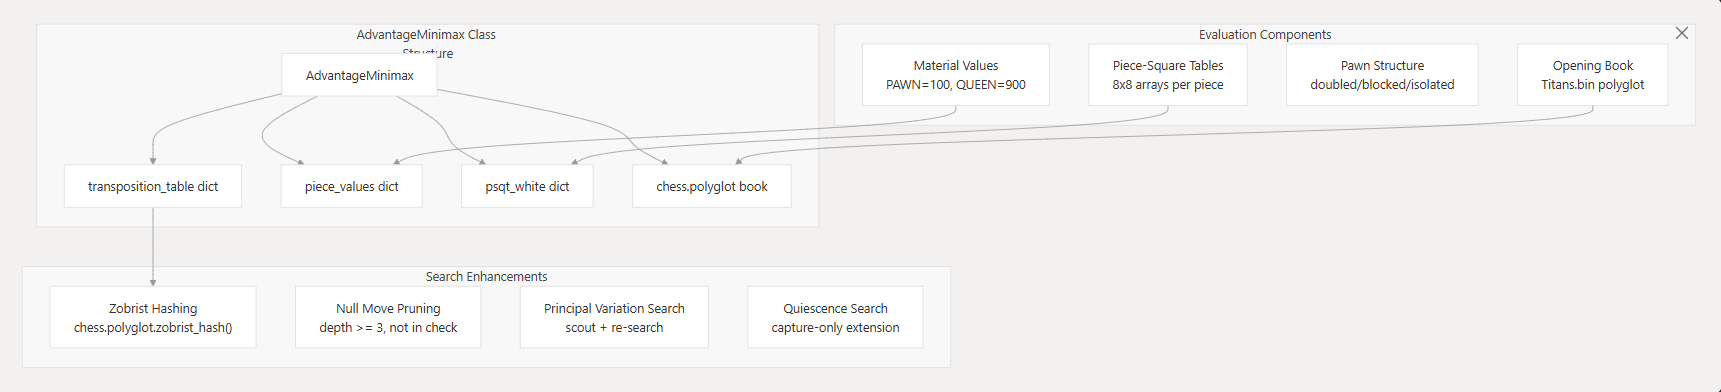 AdvantageMinimax Class
Structure
AdvantageMinimax
transposition_table dict
piece_values dict
psqt_white dict
chess.polyglot book
Evaluation Components
Material Values
PAWN=100, QUEEN=900
Piece-Square Tables
8x8 arrays per piece
Pawn Structure
doubled/blocked/isolated
Opening Book
Titans.bin polyglot
Search Enhancements
Zobrist Hashing
chess.polyglot.zobrist_hash()
Null Move Pruning
depth >= 3, not in check
Principal Variation Search
scout + re-search
Quiescence Search
capture-only extension